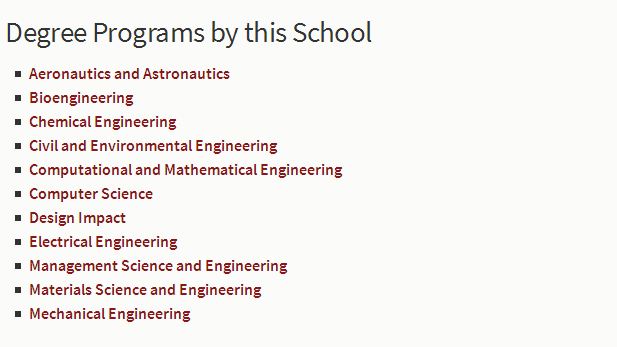 Degree Programs by this School
Aeronautics and Astronautics
Bioengineering
Chemical Engineering
Civil and Environmental Engineering
Computational and Mathematical Engineering
Computer Science
Design Impact
Electrical Engineering
Management Science and Engineering
Materials Science and Engineering
Mechanical Engineering